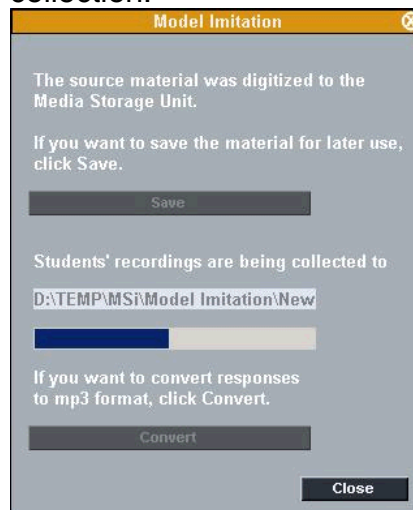 collection.
Model Imitation
The source material was digitized to the
Media Storage Unit.
If you want to save the material for later use,
click Save.
Save
Students' recordings are being collected to
D:\TEMP\MSi\Model Imitation\New
If you want to convert responses
to mp3 format, click Convert.
Convert
Close